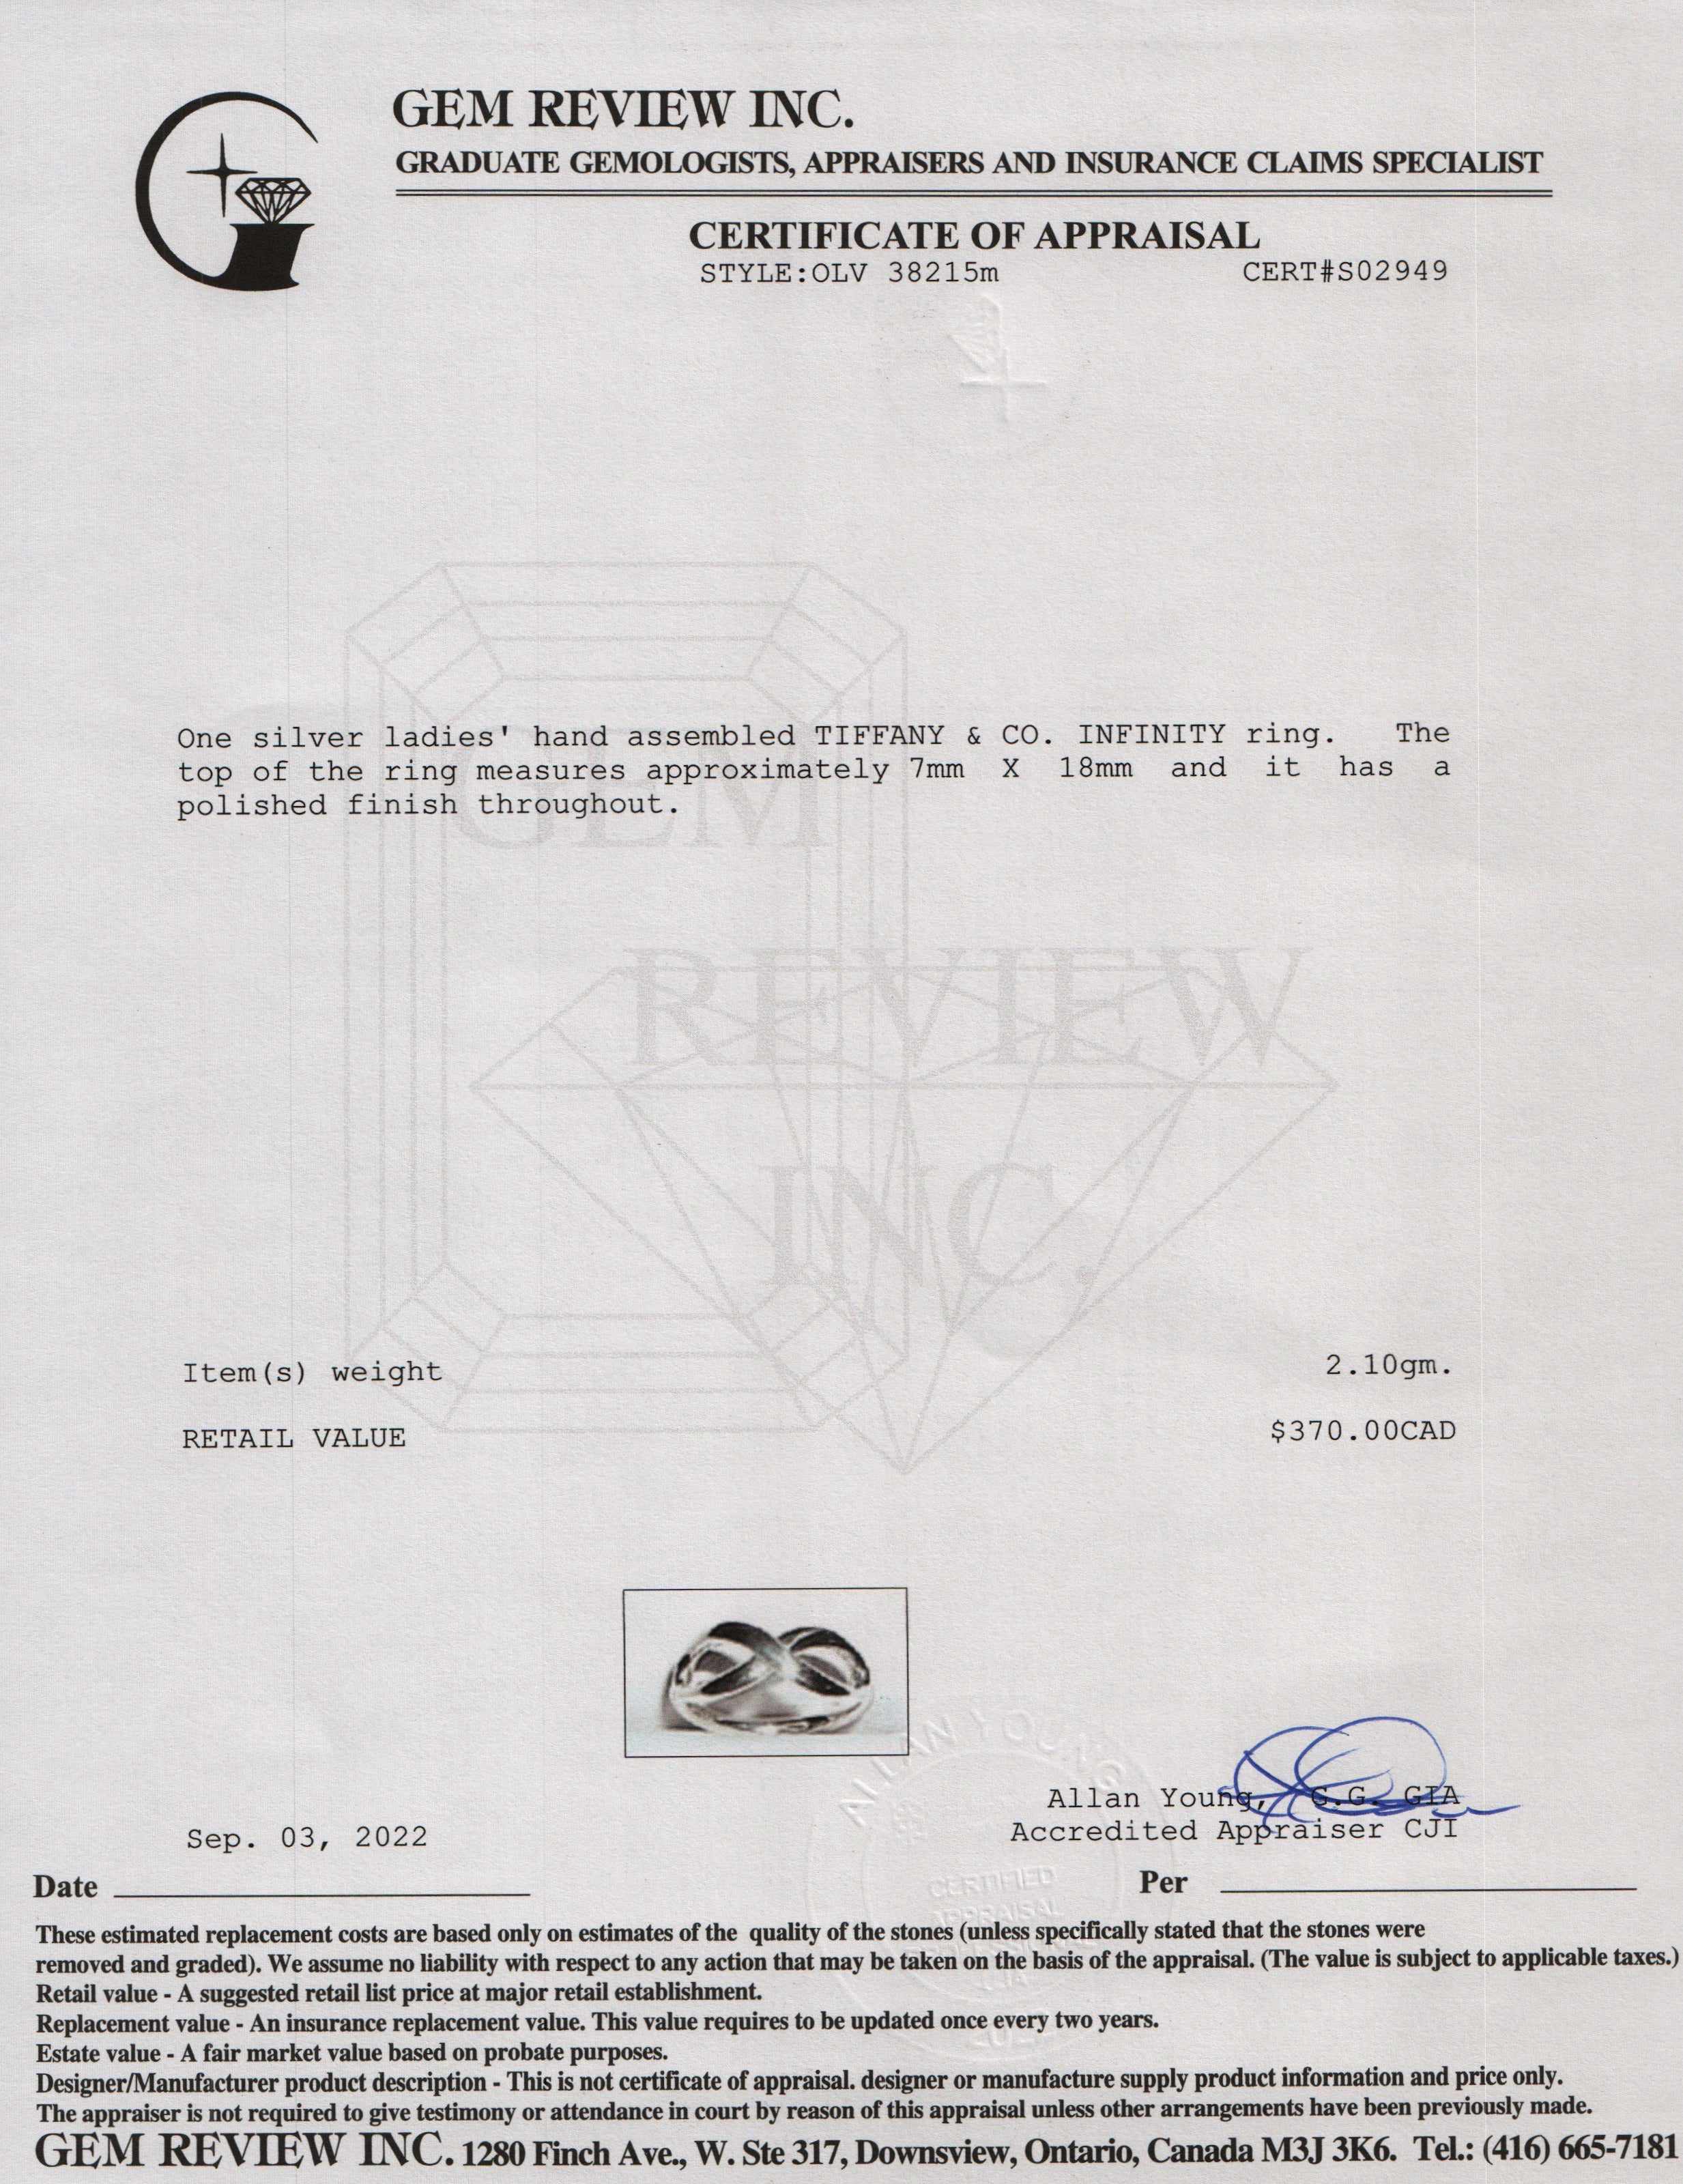 GEM REVIEW INC.
GRADUATE GEMOLOGISTS, APPRAISERS AND INSURANCE CLAIMS SPECIALIST
CERTIFICATE OF APPRAISAL
STYLE:OLV 38215m CERT#S02949
One silver ladies' hand assembled TIFFANY & CO. INFINITY ring. The
top of the ring measures approximately 7mm X 18mm and it has a
polished finish throughout.
GEM
REVIEW
INC.
Item(s) weight 2.10gm.
RETAIL VALUE $370.00CAD
ALLAN YOUNG
CERTIFIED
APPRAISAL
Allan Young, G.G. GIA
Accredited Appraiser CJI
Sep. 03, 2022
Date Per
These estimated replacement costs are based only on estimates of the quality of the stones (unless specifically stated that the stones were
removed and graded). We assume no liability with respect to any action that may be taken on the basis of the appraisal. (The value is subject to applicable taxes.)
Retail value - A suggested retail list price at major retail establishment.
Replacement value - An insurance replacement value. This value requires to be updated once every two years.
Estate value - A fair market value based on probate purposes.
Designer/Manufacturer product description - This is not certificate of appraisal. designer or manufacture supply product information and price only.
The appraiser is not required to give testimony or attendance in court by reason of this appraisal unless other arrangements have been previously made.
GEM REVIEW INC. 1280 Finch Ave., W. Ste 317, Downsview, Ontario, Canada M3J 3K6. Tel.: (416) 665-7181